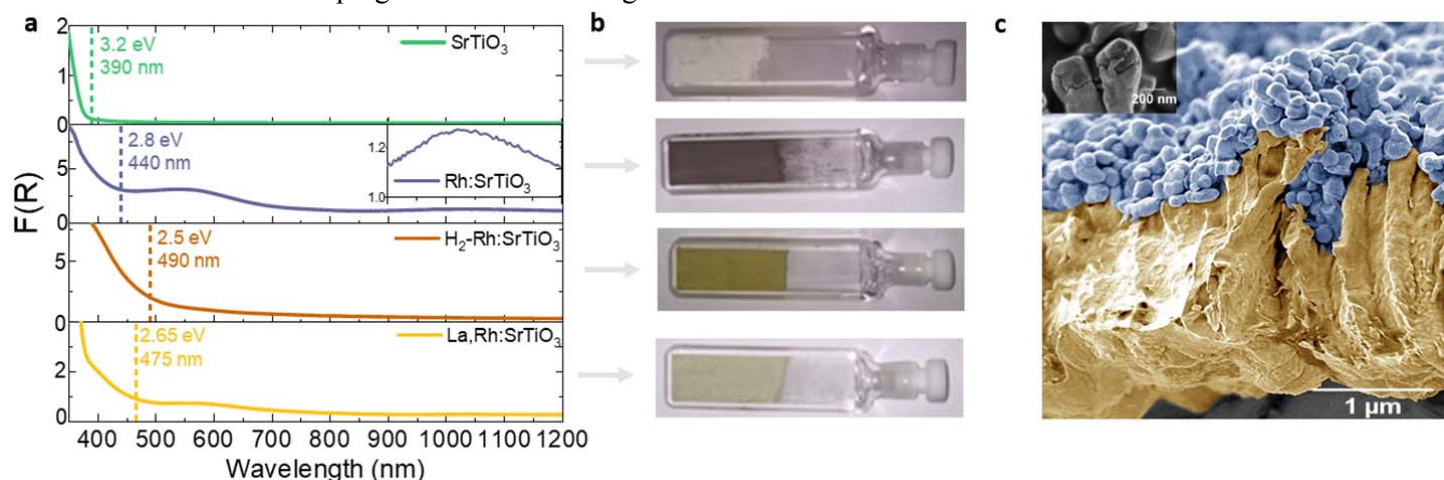 a
b
c
2
1
0
3.2 eV
390 nm
SrTiO3
5
0
2.8 eV
440 nm
1.2
1.0
Rh:SrTiO3
5
0
2.5 eV
490 nm
H2-Rh:SrTiO3
2
0
2.65 eV
475 nm
La,Rh:SrTiO3
F(R)
400 500 600 700 800 900 1000 1100 1200
Wavelength (nm)
200 nm
1 μm